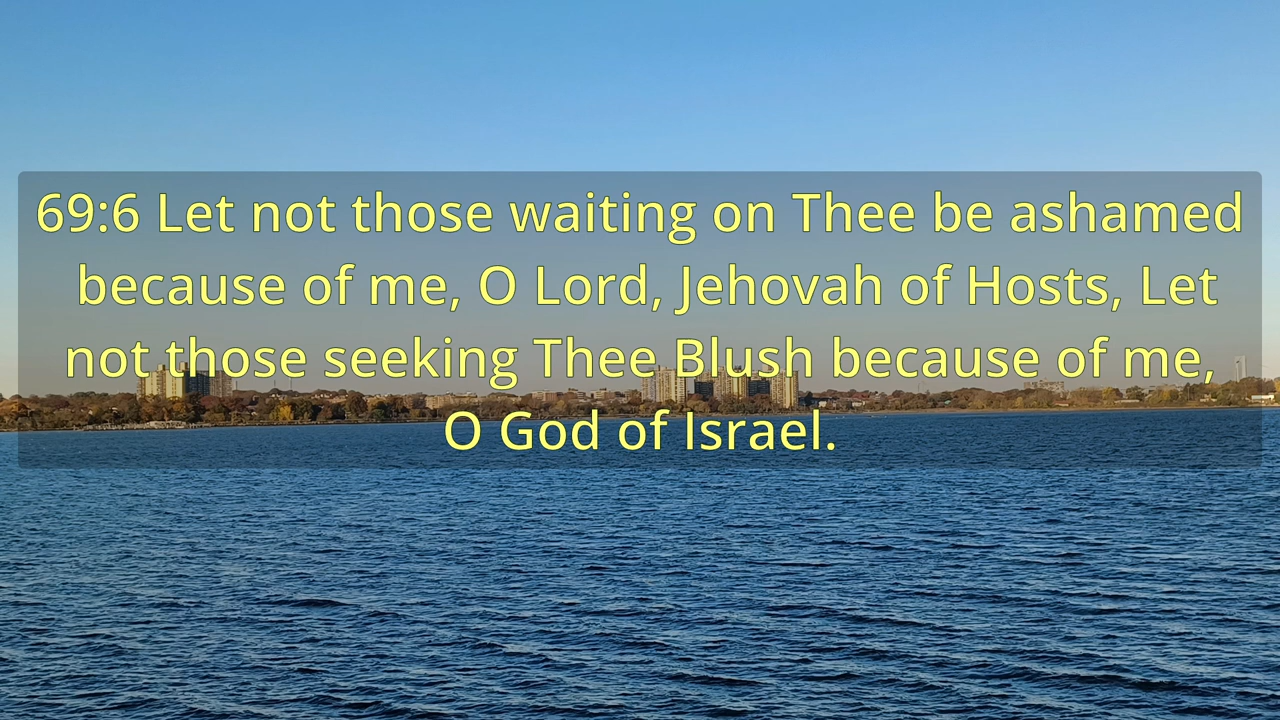 69:6 Let not those waiting on Thee be ashamed
because of me, O Lord, Jehovah of Hosts, Let
not those seeking Thee Blush because of me,
O God of Israel.